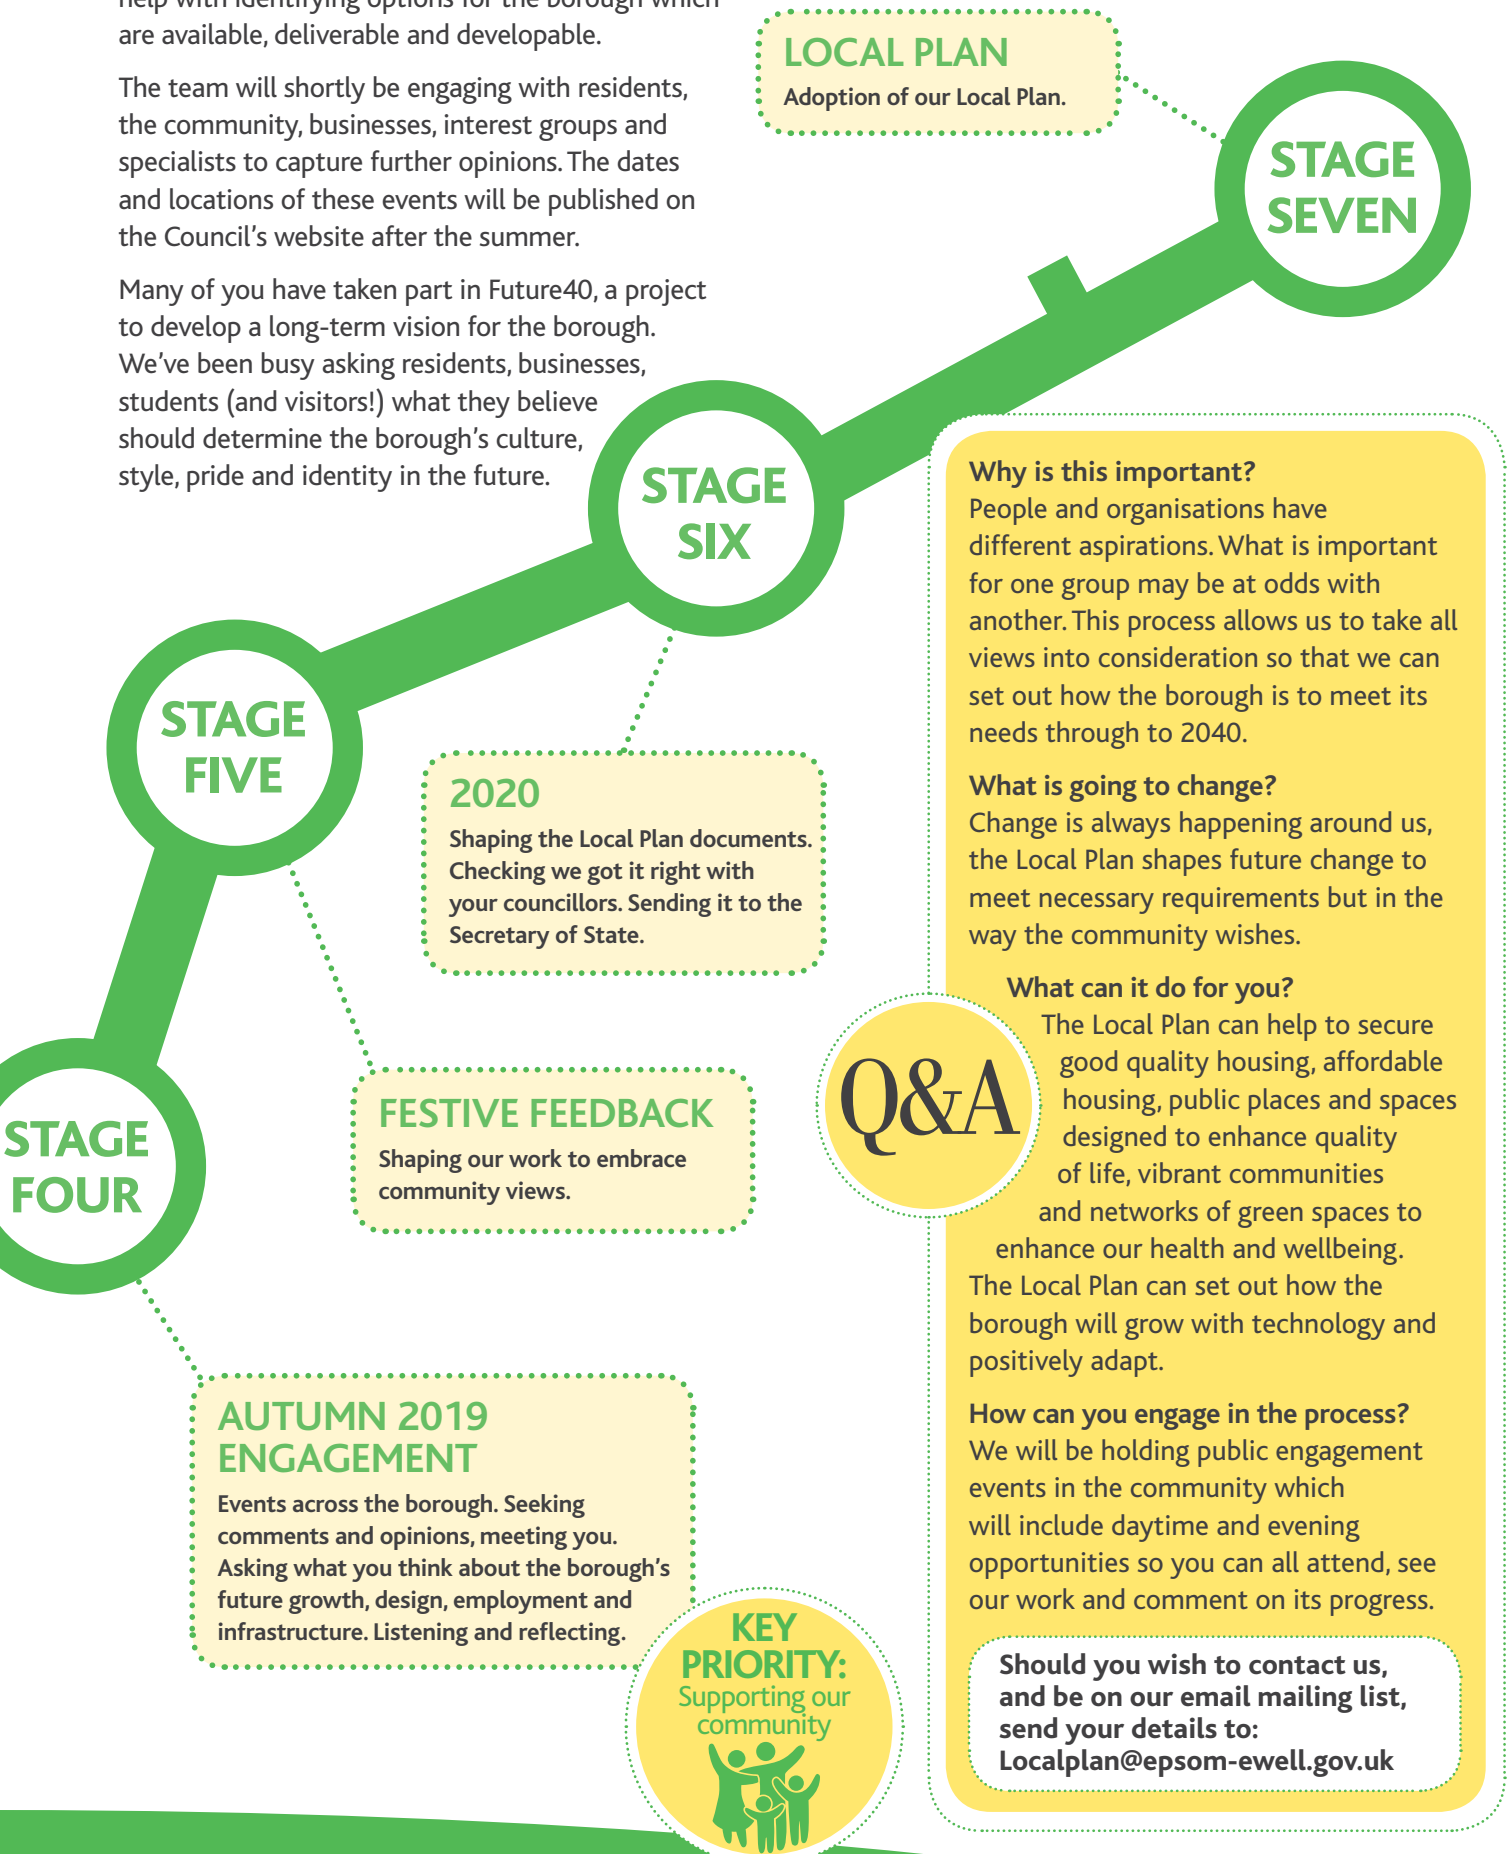 help with identifying options for the borough which
are available, deliverable and developable.
The team will shortly be engaging with residents,
the community, businesses, interest groups and
specialists to capture further opinions. The dates
and locations of these events will be published on
the Council's website after the summer.
Many of you have taken part in Future40, a project
to develop a long-term vision for the borough.
We've been busy asking residents, businesses,
students (and visitors!) what they believe
should determine the borough's culture,
style, pride and identity in the future.
LOCAL PLAN
Adoption of our Local Plan.
STAGE
SEVEN
STAGE
SIX
STAGE
FIVE
2020
Shaping the Local Plan documents.
Checking we got it right with
your councillors. Sending it to the
Secretary of State.
STAGE
FOUR
FESTIVE FEEDBACK
Shaping our work to embrace
community views.
AUTUMN 2019
ENGAGEMENT
Events across the borough. Seeking
comments and opinions, meeting you.
Asking what you think about the borough's
future growth, design, employment and
infrastructure. Listening and reflecting.
KEY
PRIORITY:
Supporting our
community
Q&A
Why is this important?
People and organisations have
different aspirations. What is important
for one group may be at odds with
another. This process allows us to take all
views into consideration so that we can
set out how the borough is to meet its
needs through to 2040.
What is going to change?
Change is always happening around us,
the Local Plan shapes future change to
meet necessary requirements but in the
way the community wishes.
What can it do for you?
The Local Plan can help to secure
good quality housing, affordable
housing, public places and spaces
designed to enhance quality
of life, vibrant communities
and networks of green spaces to
enhance our health and wellbeing.
The Local Plan can set out how the
borough will grow with technology and
positively adapt.
How can you engage in the process?
We will be holding public engagement
events in the community which
will include daytime and evening
opportunities so you can all attend, see
our work and comment on its progress.
Should you wish to contact us,
and be on our email mailing list,
send your details to:
Localplan@epsom-ewell.gov.uk